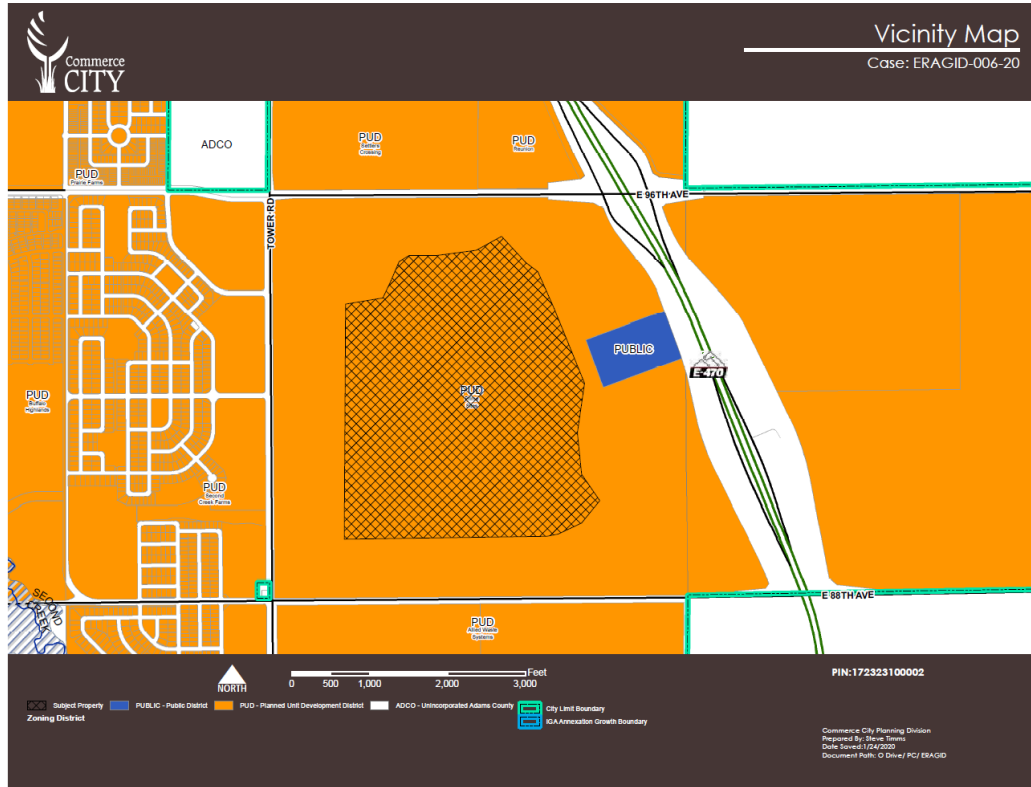 Commerce
CITY
Vicinity Map
Case: ERAGID-006-20
ADCO
PUD
Prairie Farms
PUD
Settlers
Crossing
PUD
Reunion
E 96TH AVE
TOWER RD
PUBLIC
E-470
PUD
PUD
Buffalo
Highlands
PUD
Second
Creek Farms
SECOND
CREEK
E 88TH AVE
PUD
Allied Waste
Systems
NORTH
Feet
0 500 1,000 2,000 3,000
PIN:172323100002
Subject Property
PUBLIC - Public District
PUD - Planned Unit Development District
ADCO - Unincorporated Adams County
City Limit Boundary
IGA Annexation Growth Boundary
Zoning District
Commerce City Planning Division
Prepared By: Steve Timms
Date Saved:1/24/2020
Document Path: O Drive/ PC/ ERAGID